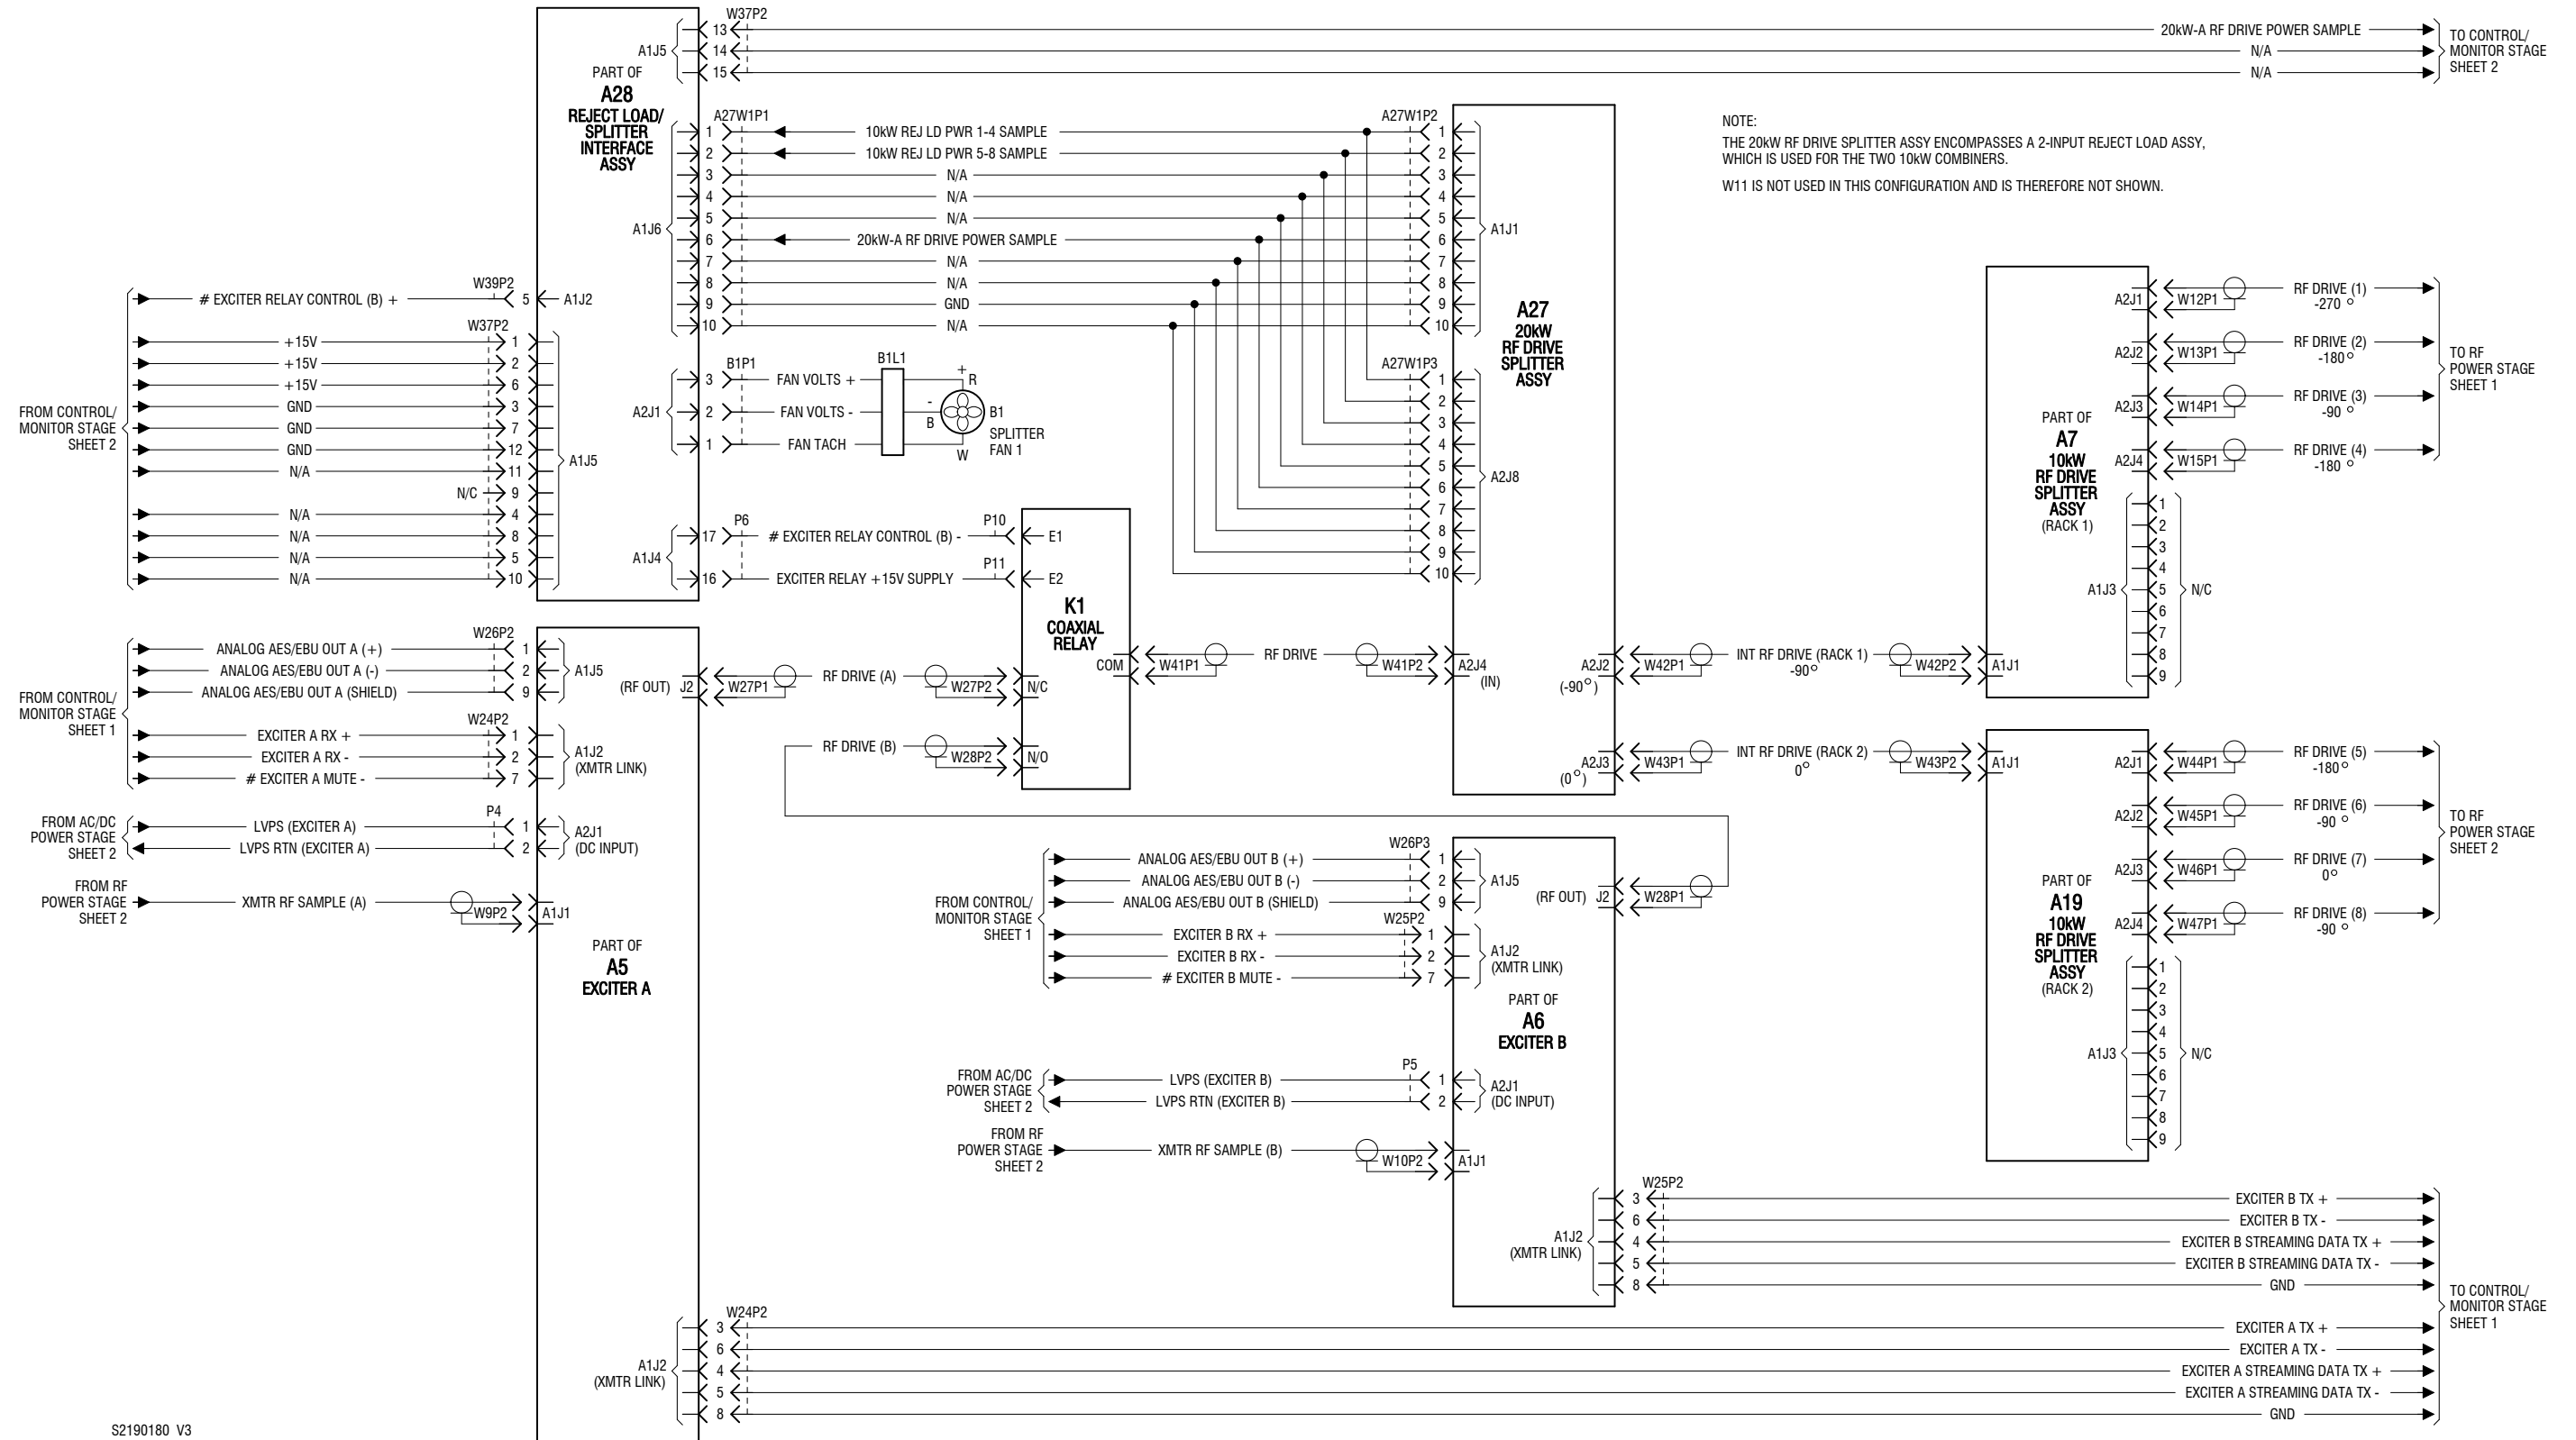 W37P2
A1J5
13
14
15
20kW-A RF DRIVE POWER SAMPLE
N/A
N/A
TO CONTROL/
MONITOR STAGE
SHEET 2
PART OF
A28
REJECT LOAD/
SPLITTER
INTERFACE
ASSY
A27W1P1
A1J6
1
2
3
4
5
6
7
8
9
10
10kW REJ LD PWR 1-4 SAMPLE
10kW REJ LD PWR 5-8 SAMPLE
N/A
N/A
N/A
20kW-A RF DRIVE POWER SAMPLE
N/A
N/A
GND
N/A
A27W1P2
1
2
3
4
5
6
7
8
9
10
A1J1
A27W1P3
1
2
3
4
5
6
7
8
9
10
A2J8
A27
20kW
RF DRIVE
SPLITTER
ASSY
NOTE:
THE 20kW RF DRIVE SPLITTER ASSY ENCOMPASSES A 2-INPUT REJECT LOAD ASSY,
WHICH IS USED FOR THE TWO 10kW COMBINERS.
W11 IS NOT USED IN THIS CONFIGURATION AND IS THEREFORE NOT SHOWN.
W39P2
# EXCITER RELAY CONTROL (B) +
5
A1J2
W37P2
+15V
1
+15V
2
+15V
6
GND
3
GND
7
GND
12
N/A
11
N/C
9
N/A
4
N/A
8
N/A
5
N/A
10
A1J5
FROM CONTROL/
MONITOR STAGE
SHEET 2
A2J1
3
2
1
B1P1
FAN VOLTS +
FAN VOLTS -
FAN TACH
B1L1
+
R
-
B
W
B1
SPLITTER
FAN 1
A1J4
17
16
P6
# EXCITER RELAY CONTROL (B) -
EXCITER RELAY +15V SUPPLY
P10
E1
P11
E2
K1
COAXIAL
RELAY
COM
N/C
N/O
W41P1
RF DRIVE
W41P2
A2J4
(IN)
A2J2
(-90°)
W42P1
INT RF DRIVE (RACK 1)
-90°
W42P2
A1J1
A2J3
(0°)
W43P1
INT RF DRIVE (RACK 2)
0°
W43P2
A1J1
PART OF
A7
10kW
RF DRIVE
SPLITTER
ASSY
(RACK 1)
A2J1
W12P1
RF DRIVE (1)
-270 °
A2J2
W13P1
RF DRIVE (2)
-180°
A2J3
W14P1
RF DRIVE (3)
-90 °
A2J4
W15P1
RF DRIVE (4)
-180 °
TO RF
POWER STAGE
SHEET 1
A1J3
1
2
3
4
5
6
7
8
9
N/C
PART OF
A19
10kW
RF DRIVE
SPLITTER
ASSY
(RACK 2)
A2J1
W44P1
RF DRIVE (5)
-180°
A2J2
W45P1
RF DRIVE (6)
-90 °
A2J3
W46P1
RF DRIVE (7)
0°
A2J4
W47P1
RF DRIVE (8)
-90 °
TO RF
POWER STAGE
SHEET 2
A1J3
1
2
3
4
5
6
7
8
9
N/C
W26P2
ANALOG AES/EBU OUT A (+)
1
ANALOG AES/EBU OUT A (-)
2
ANALOG AES/EBU OUT A (SHIELD)
9
A1J5
FROM CONTROL/
MONITOR STAGE
SHEET 1
W24P2
EXCITER A RX +
1
EXCITER A RX -
2
# EXCITER A MUTE -
7
A1J2
(XMTR LINK)
FROM AC/DC
POWER STAGE
SHEET 2
P4
LVPS (EXCITER A)
1
LVPS RTN (EXCITER A)
2
A2J1
(DC INPUT)
FROM RF
POWER STAGE
SHEET 2
XMTR RF SAMPLE (A)
W9P2
A1J1
PART OF
A5
EXCITER A
(RF OUT)
J2
W27P1
RF DRIVE (A)
W27P2
RF DRIVE (B)
W28P2
W26P3
ANALOG AES/EBU OUT B (+)
1
ANALOG AES/EBU OUT B (-)
2
ANALOG AES/EBU OUT B (SHIELD)
9
A1J5
FROM CONTROL/
MONITOR STAGE
SHEET 1
W25P2
EXCITER B RX +
1
EXCITER B RX -
2
# EXCITER B MUTE -
7
A1J2
(XMTR LINK)
(RF OUT)
J2
W28P1
PART OF
A6
EXCITER B
FROM AC/DC
POWER STAGE
SHEET 2
P5
LVPS (EXCITER B)
1
LVPS RTN (EXCITER B)
2
A2J1
(DC INPUT)
FROM RF
POWER STAGE
SHEET 2
XMTR RF SAMPLE (B)
W10P2
A1J1
A1J2
(XMTR LINK)
W25P2
3
EXCITER B TX +
6
EXCITER B TX -
4
EXCITER B STREAMING DATA TX +
5
EXCITER B STREAMING DATA TX -
8
GND
TO CONTROL/
MONITOR STAGE
SHEET 1
A1J2
(XMTR LINK)
W24P2
3
EXCITER A TX +
6
EXCITER A TX -
4
EXCITER A STREAMING DATA TX +
5
EXCITER A STREAMING DATA TX -
8
GND
S2190180 V3